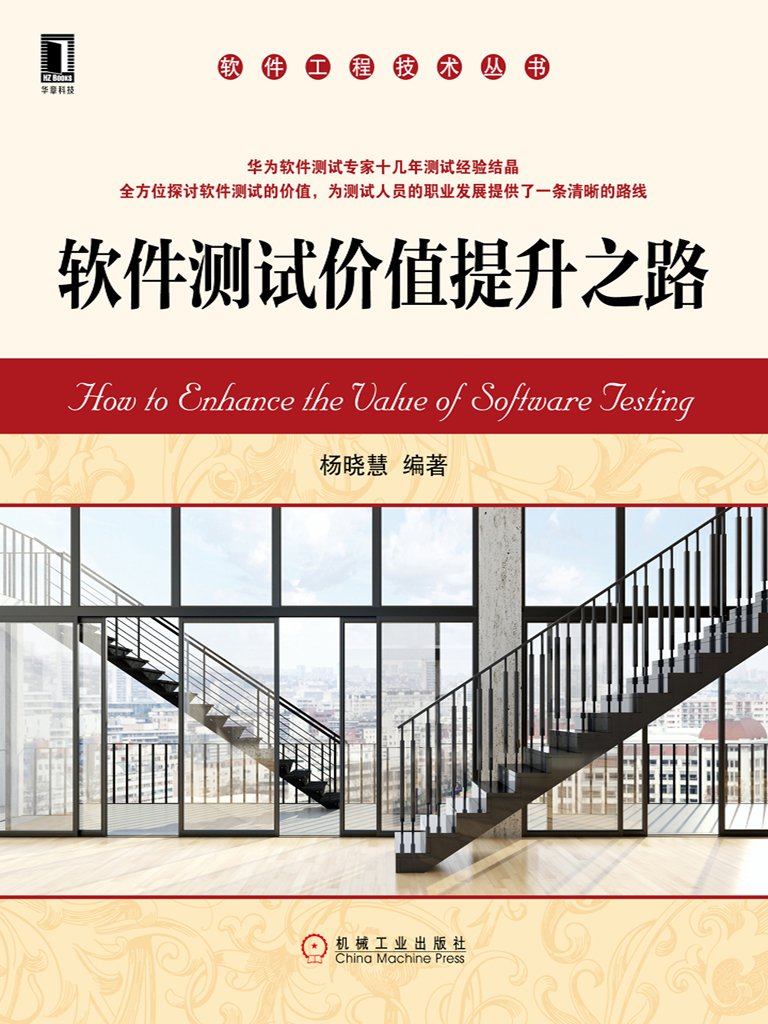 HZ Books
华章科技
软件工程技术丛书
华为软件测试专家十几年测试经验结晶
全方位探讨软件测试的价值，为测试人员的职业发展提供了一条清晰的路线
软件测试价值提升之路
How to Enhance the Value of Software Testing
杨晓慧 编著
机械工业出版社
China Machine Press